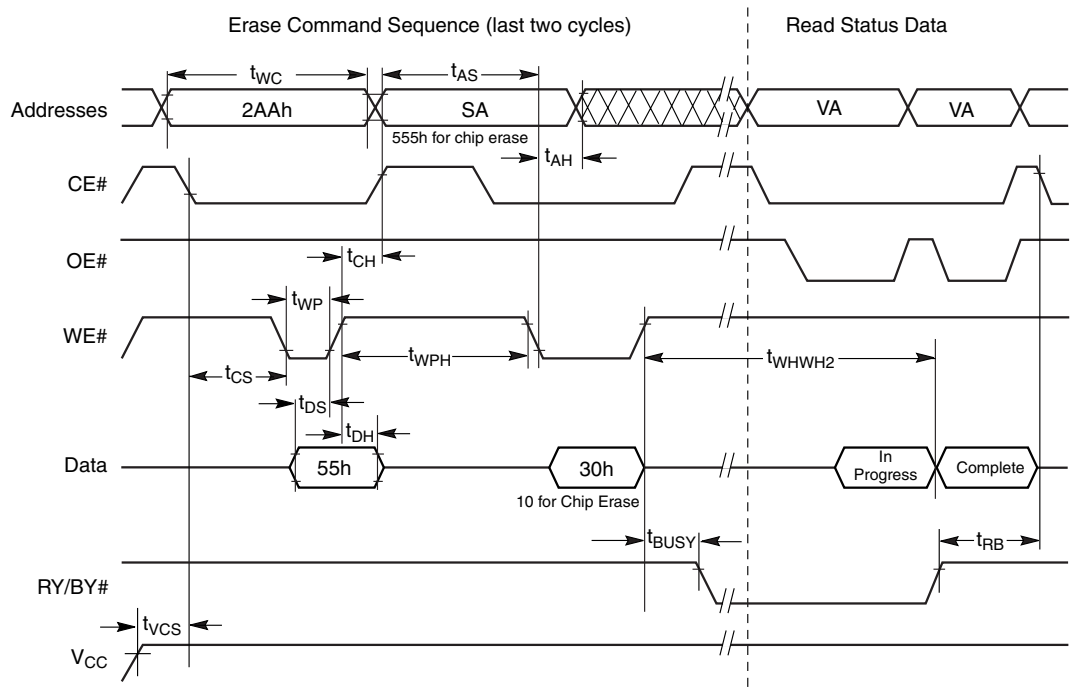 Erase Command Sequence (last two cycles)
Read Status Data
tWC
tAS
Addresses
2AAh
SA
VA
VA
555h for chip erase
tAH
CE#
OE#
tCH
tWP
WE#
tWPH
tWHWH2
tCS
tDS
tDH
Data
55h
30h
In
Progress
Complete
10 for Chip Erase
tBUSY
tRB
RY/BY#
tVCS
VCC